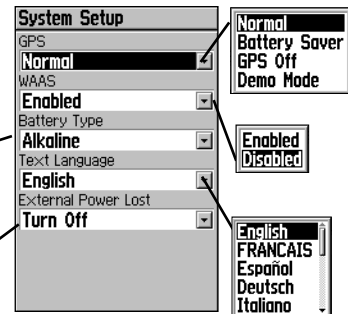 System Setup
GPS
Normal
WAAS
Enabled
Battery Type
Alkaline
Text Language
English
External Power Lost
Turn Off
Normal
Battery Saver
GPS Off
Demo Mode
Enabled
Disabled
English
FRANCAIS
Español
Deutsch
Italiano